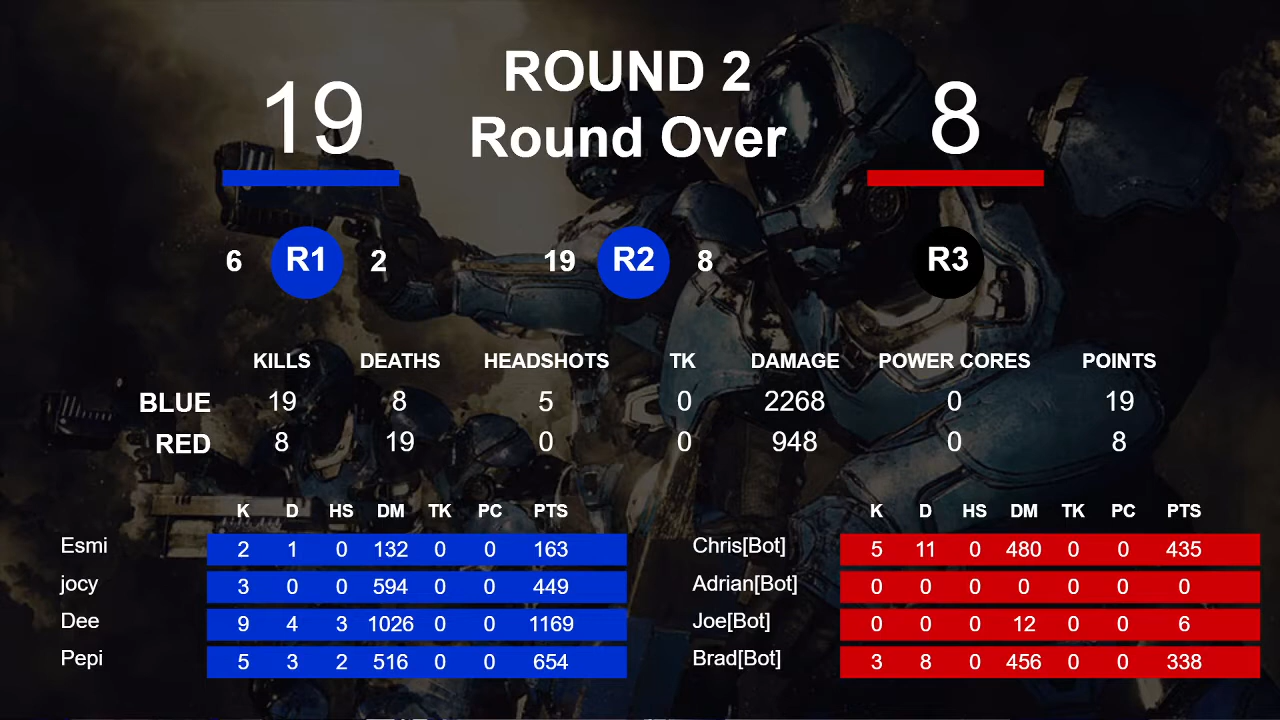 ROUND 2
19 Round Over 8
6 R1 2 19 R2 8 R3
KILLS DEATHS HEADSHOTS TK DAMAGE POWER CORES POINTS
BLUE 19 8 5 0 2268 0 19
RED 8 19 0 0 948 0 8
K D HS DM TK PC PTS
Esmi 2 1 0 132 0 0 163
jocy 3 0 0 594 0 0 449
Dee 9 4 3 1026 0 0 1169
Pepi 5 3 2 516 0 0 654
K D HS DM TK PC PTS
Chris[Bot] 5 11 0 480 0 0 435
Adrian[Bot] 0 0 0 0 0 0 0
Joe[Bot] 0 0 0 12 0 0 6
Brad[Bot] 3 8 0 456 0 0 338